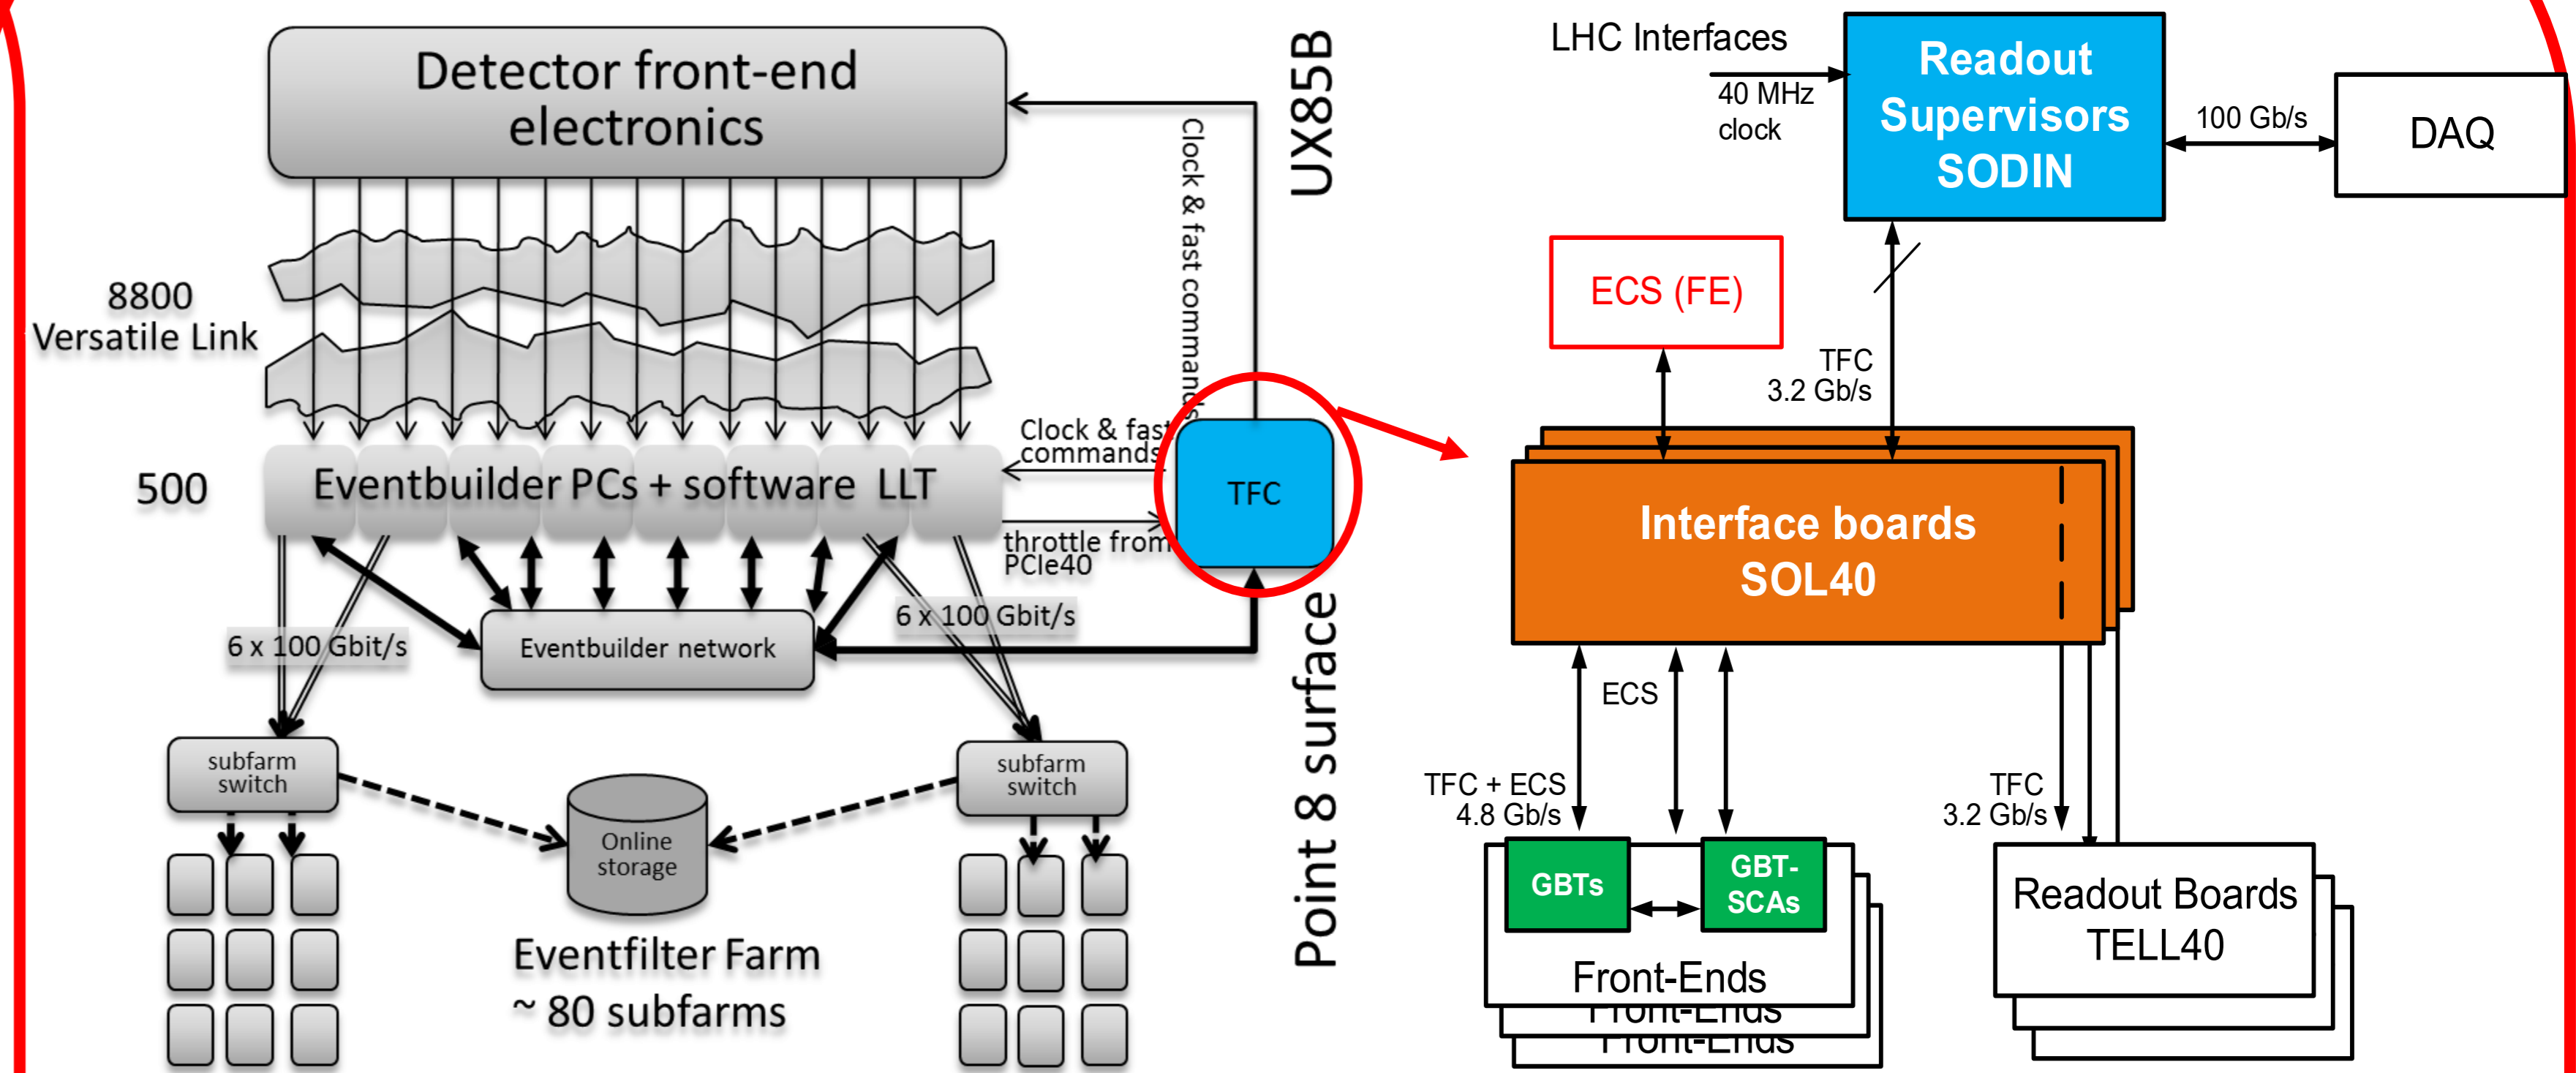 Detector front-end
electronics
UX85B
Clock & fast commands
8800
Versatile Link
500
Eventbuilder PCs + software LLT
Clock & fast
commands
TFC
throttle from
PCIe40
6 x 100 Gbit/s
Eventbuilder network
6 x 100 Gbit/s
Point 8 surface
subfarm
switch
subfarm
switch
Online
storage
Eventfilter Farm
~ 80 subfarms
LHC Interfaces
40 MHz
clock
Readout
Supervisors
SODIN
100 Gb/s
DAQ
ECS (FE)
TFC
3.2 Gb/s
Interface boards
SOL40
ECS
TFC + ECS
4.8 Gb/s
TFC
3.2 Gb/s
GBTs
GBT-
SCAs
Front-Ends
Front-Ends
Front-Ends
Readout Boards
TELL40